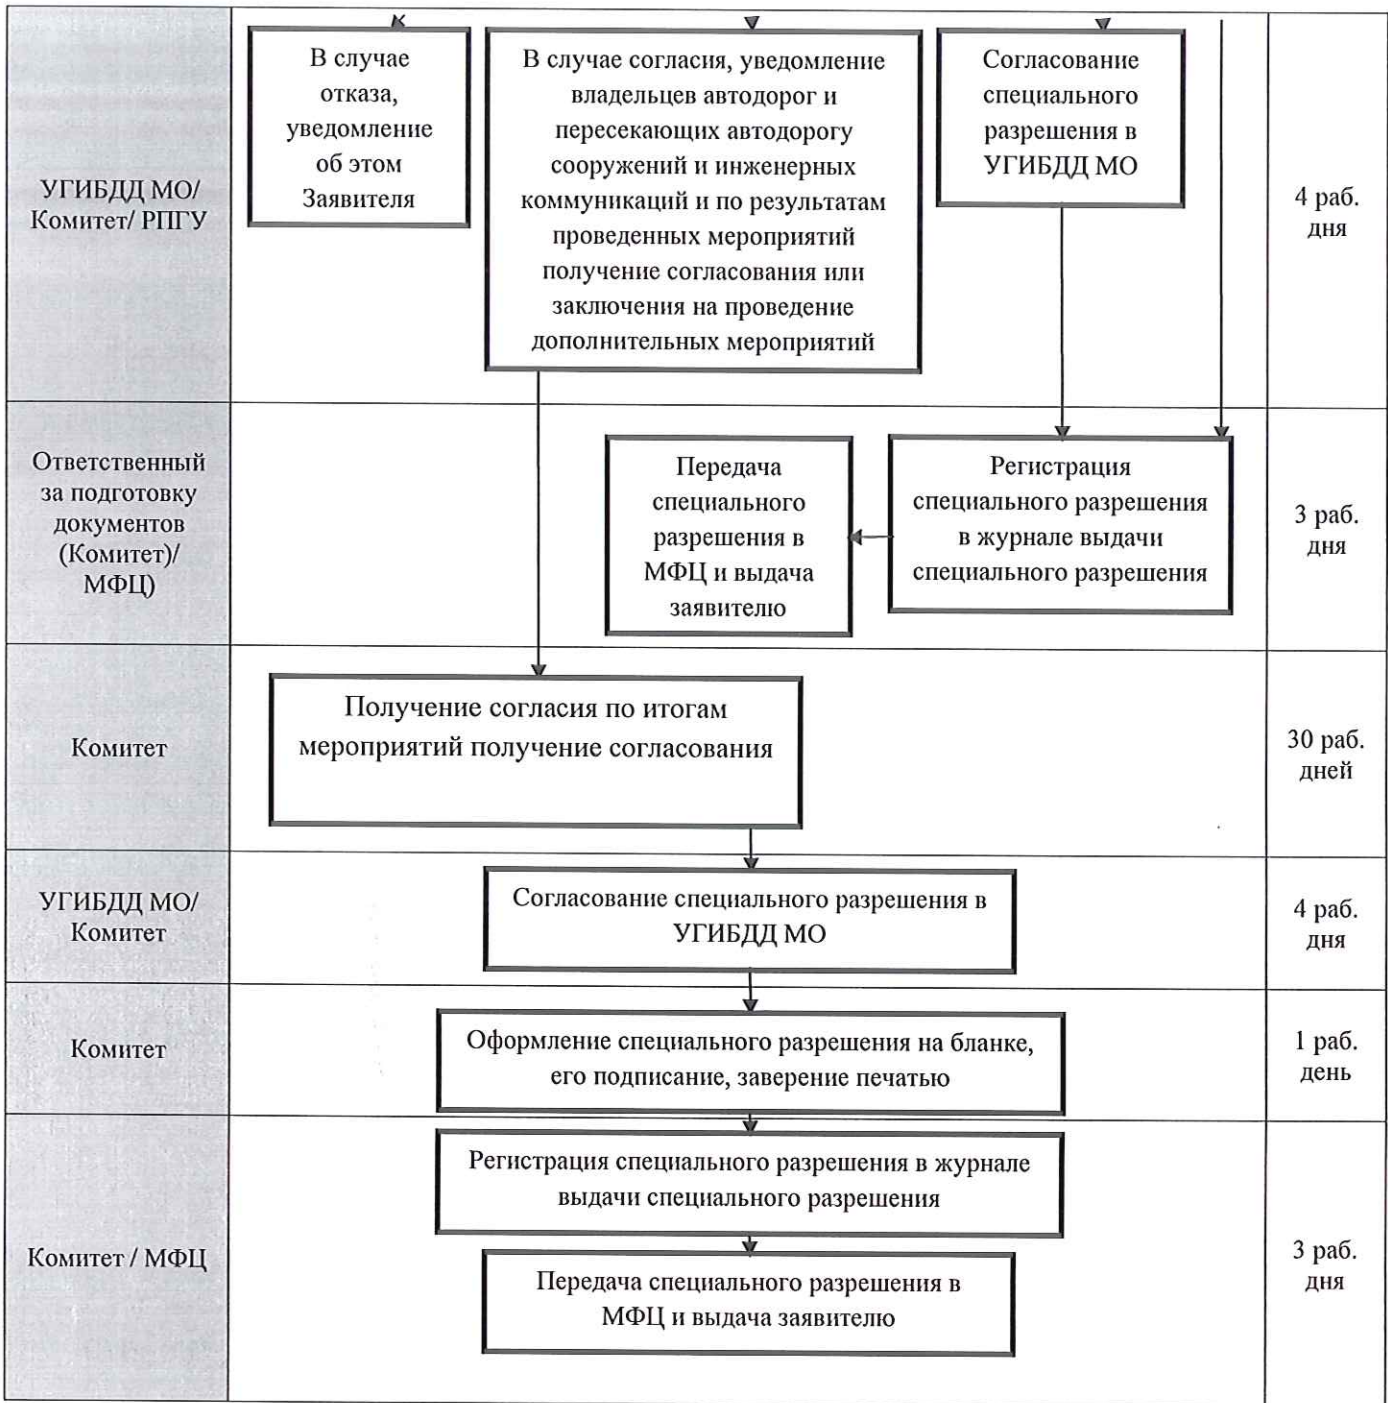 УГИБДД МО/
Комитет/ РПГУ
В случае
отказа,
уведомление
об этом
Заявителя
В случае согласия, уведомление
владельцев автодорог и
пересекающих автодорогу
сооружений и инженерных
коммуникаций и по результатам
проведенных мероприятий
получение согласования или
заключения на проведение
дополнительных мероприятий
Согласование
специального
разрешения в
УГИБДД МО
4 раб.
дня
Ответственный
за подготовку
документов
(Комитет)/
МФЦ)
Передача
специального
разрешения в
МФЦ и выдача
заявителю
Регистрация
специального разрешения
в журнале выдачи
специального разрешения
3 раб.
дня
Комитет
Получение согласия по итогам
мероприятий получение согласования
30 раб.
дней
УГИБДД МО/
Комитет
Согласование специального разрешения в
УГИБДД МО
4 раб.
дня
Комитет
Оформление специального разрешения на бланке,
его подписание, заверение печатью
1 раб.
день
Комитет / МФЦ
Регистрация специального разрешения в журнале
выдачи специального разрешения
Передача специального разрешения в
МФЦ и выдача заявителю
3 раб.
дня